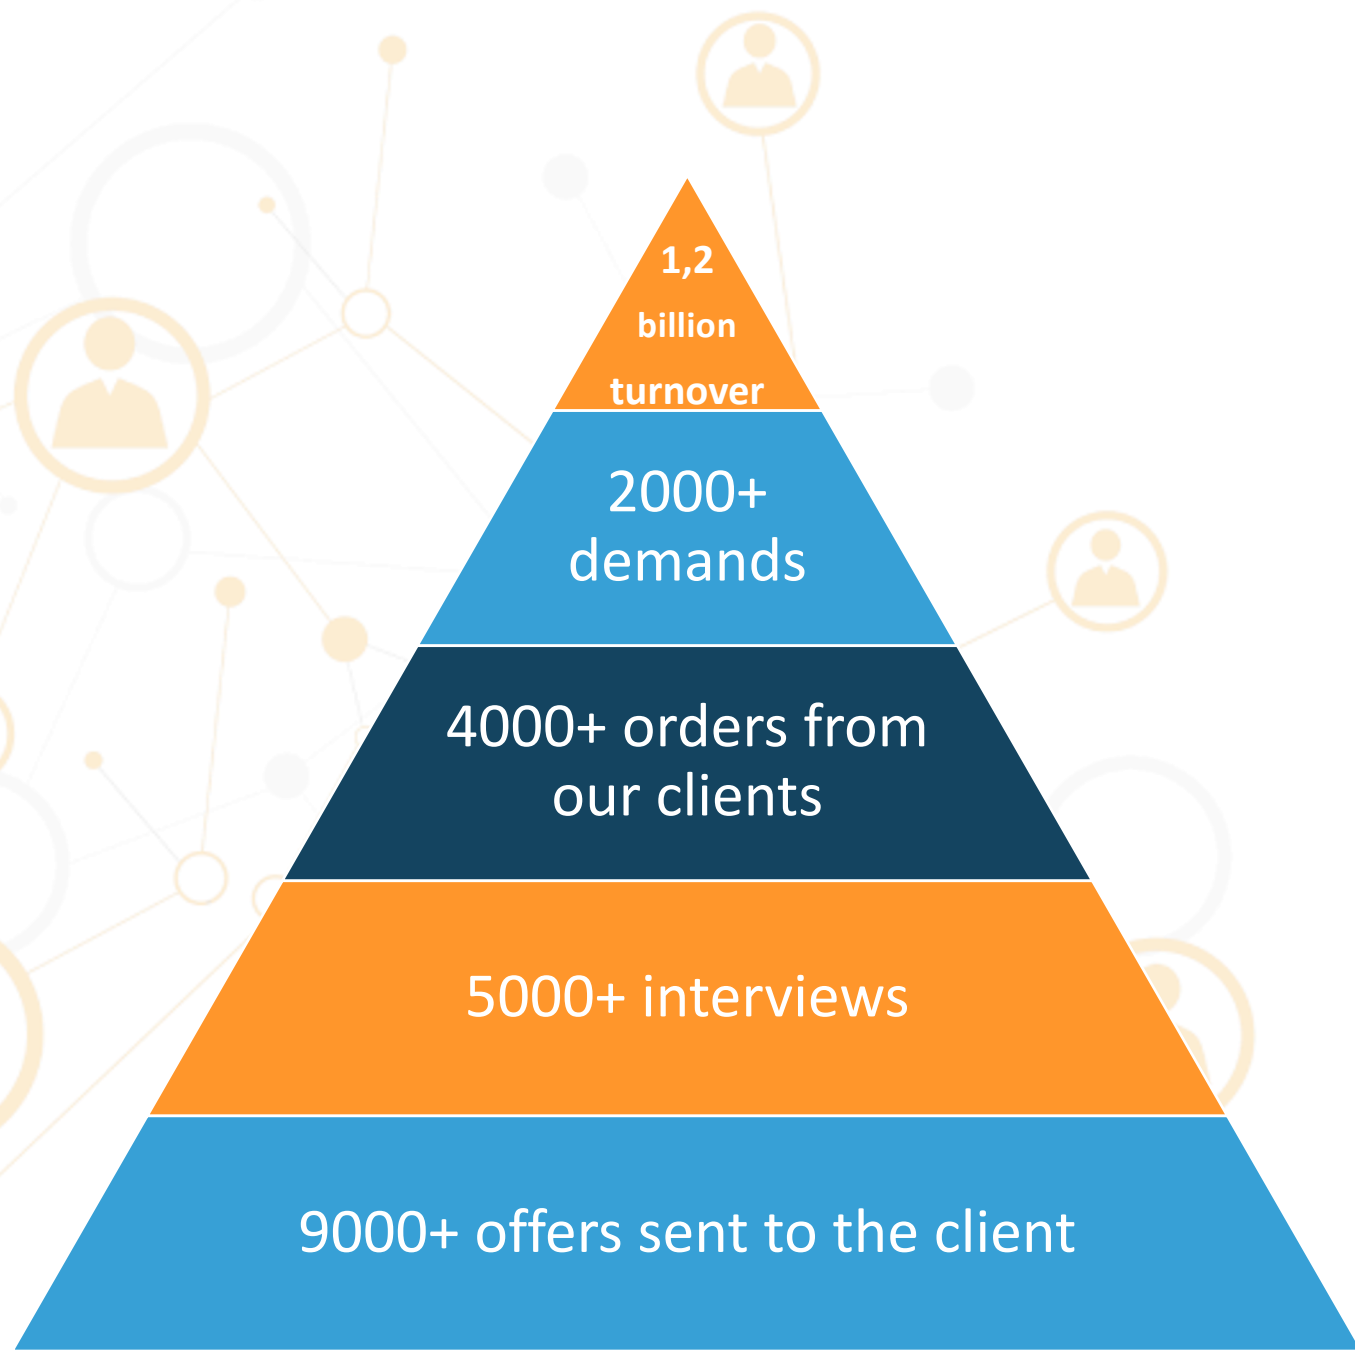 1,2
billion
turnover
2000+
demands
4000+ orders from
our clients
5000+ interviews
9000+ offers sent to the client